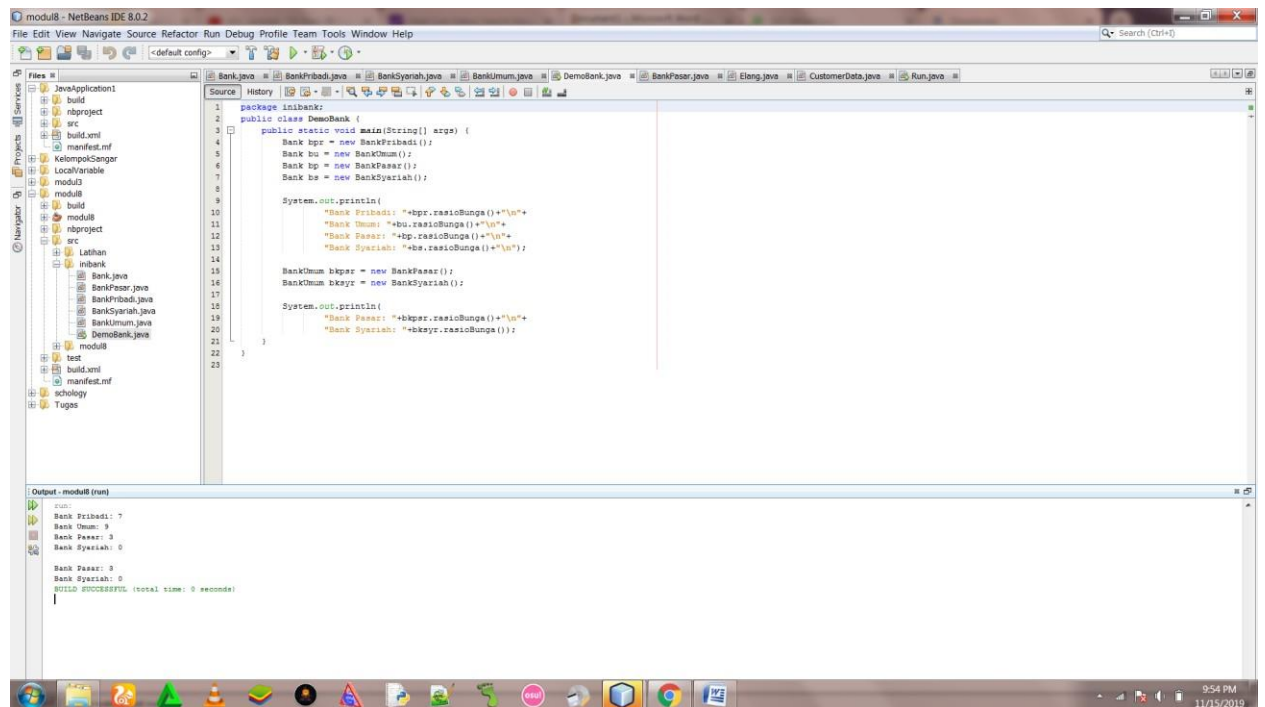 modul8 - NetBeans IDE 8.0.2
File Edit View Navigate Source Refactor Run Debug Profile Team Tools Window Help
Search (Ctrl+I)
<default config>
Files
Bank.java BankPribadi.java BankSyariah.java BankUmum.java DemoBank.java BankPasar.java Elang.java CustomerData.java Run.java
Source History
Services
Projects
Navigator
JavaApplication1
build
nbproject
src
build.xml
manifest.mf
KelompokSangar
LocalVariable
modul3
modul8
build
modul8
nbproject
src
Latihan
inibank
Bank.java
BankPasar.java
BankPribadi.java
BankSyariah.java
BankUmum.java
DemoBank.java
modul8
test
build.xml
manifest.mf
schology
Tugas
1 package inibank;
2 public class DemoBank {
3 public static void main(String[] args) {
4 Bank bpr = new BankPribadi();
5 Bank bu = new BankUmum();
6 Bank bp = new BankPasar();
7 Bank bs = new BankSyariah();
8
9 System.out.println(
10 "Bank Pribadi: "+bpr.rasioBunga()+"\n"+
11 "Bank Umum: "+bu.rasioBunga()+"\n"+
12 "Bank Pasar: "+bp.rasioBunga()+"\n"+
13 "Bank Syariah: "+bs.rasioBunga()+"\n");
14
15 BankUmum bkpsr = new BankPasar();
16 BankUmum bksyr = new BankSyariah();
17
18 System.out.println(
19 "Bank Pasar: "+bkpsr.rasioBunga()+"\n"+
20 "Bank Syariah: "+bksyr.rasioBunga());
21 }
22 }
23
Output - modul8 (run)
run:
Bank Pribadi: 7
Bank Umum: 9
Bank Pasar: 3
Bank Syariah: 0
Bank Pasar: 3
Bank Syariah: 0
BUILD SUCCESSFUL (total time: 0 seconds)
osu!
9:54 PM
11/15/2019